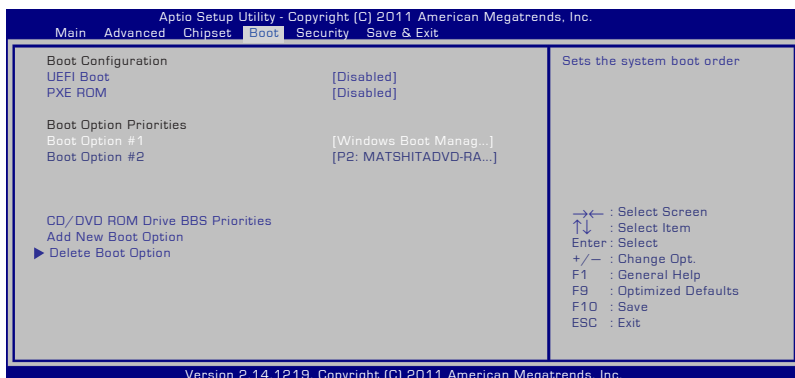 Aptio Setup Utility - Copyright (C) 2011 American Megatrends, Inc.
Main Advanced Chipset Boot Security Save & Exit
Boot Configuration
UEFI Boot [Disabled]
PXE ROM [Disabled]
Boot Option Priorities
Boot Option #1 [Windows Boot Manag...]
Boot Option #2 [P2: MATSHITADVD-RA...]
CD/DVD ROM Drive BBS Priorities
Add New Boot Option
▶ Delete Boot Option
Sets the system boot order
→← : Select Screen
↑↓ : Select Item
Enter : Select
+/− : Change Opt.
F1 : General Help
F9 : Optimized Defaults
F10 : Save
ESC : Exit
Version 2.14.1219. Copyright (C) 2011 American Megatrends, Inc.